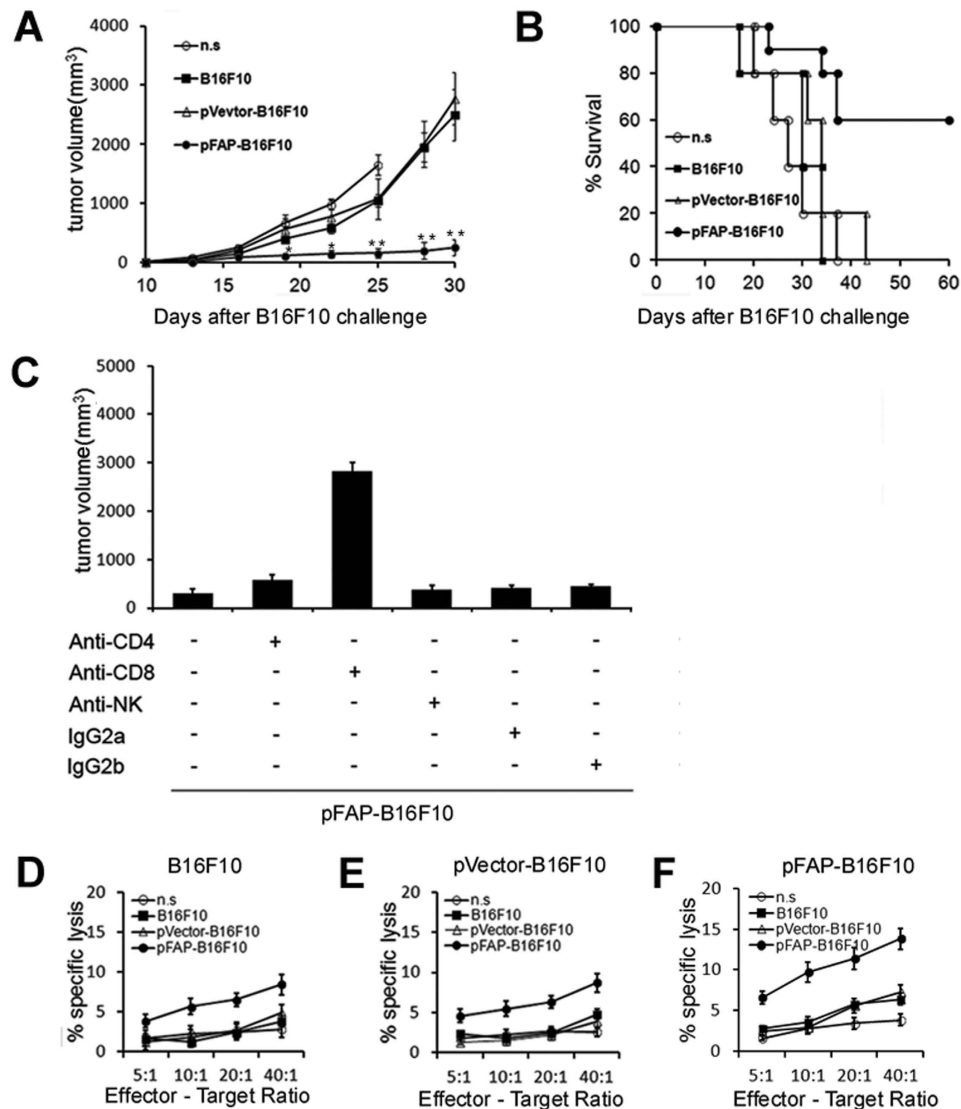 A
tumor volume(mm³)
4000
3000
2000
1000
0
n.s
B16F10
pVevtor-B16F10
pFAP-B16F10
* * ** ** **
10 15 20 25 30
Days after B16F10 challenge
B
% Survival
100
80
60
40
20
0
n.s
B16F10
pVector-B16F10
pFAP-B16F10
0 10 20 30 40 50 60
Days after B16F10 challenge
C
tumor volume(mm³)
5000
4000
3000
2000
1000
0
Anti-CD4 - + - - - -
Anti-CD8 - - + - - -
Anti-NK - - - + - -
IgG2a - - - - + -
IgG2b - - - - - +
pFAP-B16F10
D
B16F10
% specific lysis
20
15
10
5
0
n.s
B16F10
pVector-B16F10
pFAP-B16F10
5:1 10:1 20:1 40:1
Effector - Target Ratio
E
pVector-B16F10
% specific lysis
20
15
10
5
0
n.s
B16F10
pVector-B16F10
pFAP-B16F10
5:1 10:1 20:1 40:1
Effector - Target Ratio
F
pFAP-B16F10
% specific lysis
20
15
10
5
0
n.s
B16F10
pVector-B16F10
pFAP-B16F10
5:1 10:1 20:1 40:1
Effector - Target Ratio